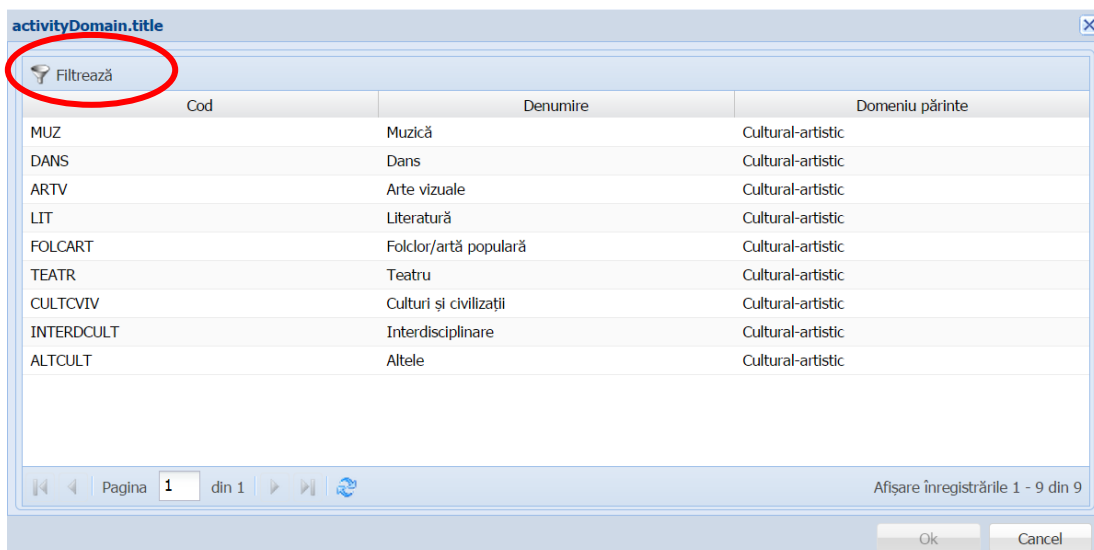 activityDomain.title
Filtrează
Cod Denumire Domeniu părinte
MUZ Muzică Cultural-artistic
DANS Dans Cultural-artistic
ARTV Arte vizuale Cultural-artistic
LIT Literatură Cultural-artistic
FOLCART Folclor/artă populară Cultural-artistic
TEATR Teatru Cultural-artistic
CULTCVIV Culturi și civilizații Cultural-artistic
INTERDCULT Interdisciplinare Cultural-artistic
ALTCULT Altele Cultural-artistic
Pagina 1 din 1 Afișare înregistrările 1 - 9 din 9
Ok Cancel